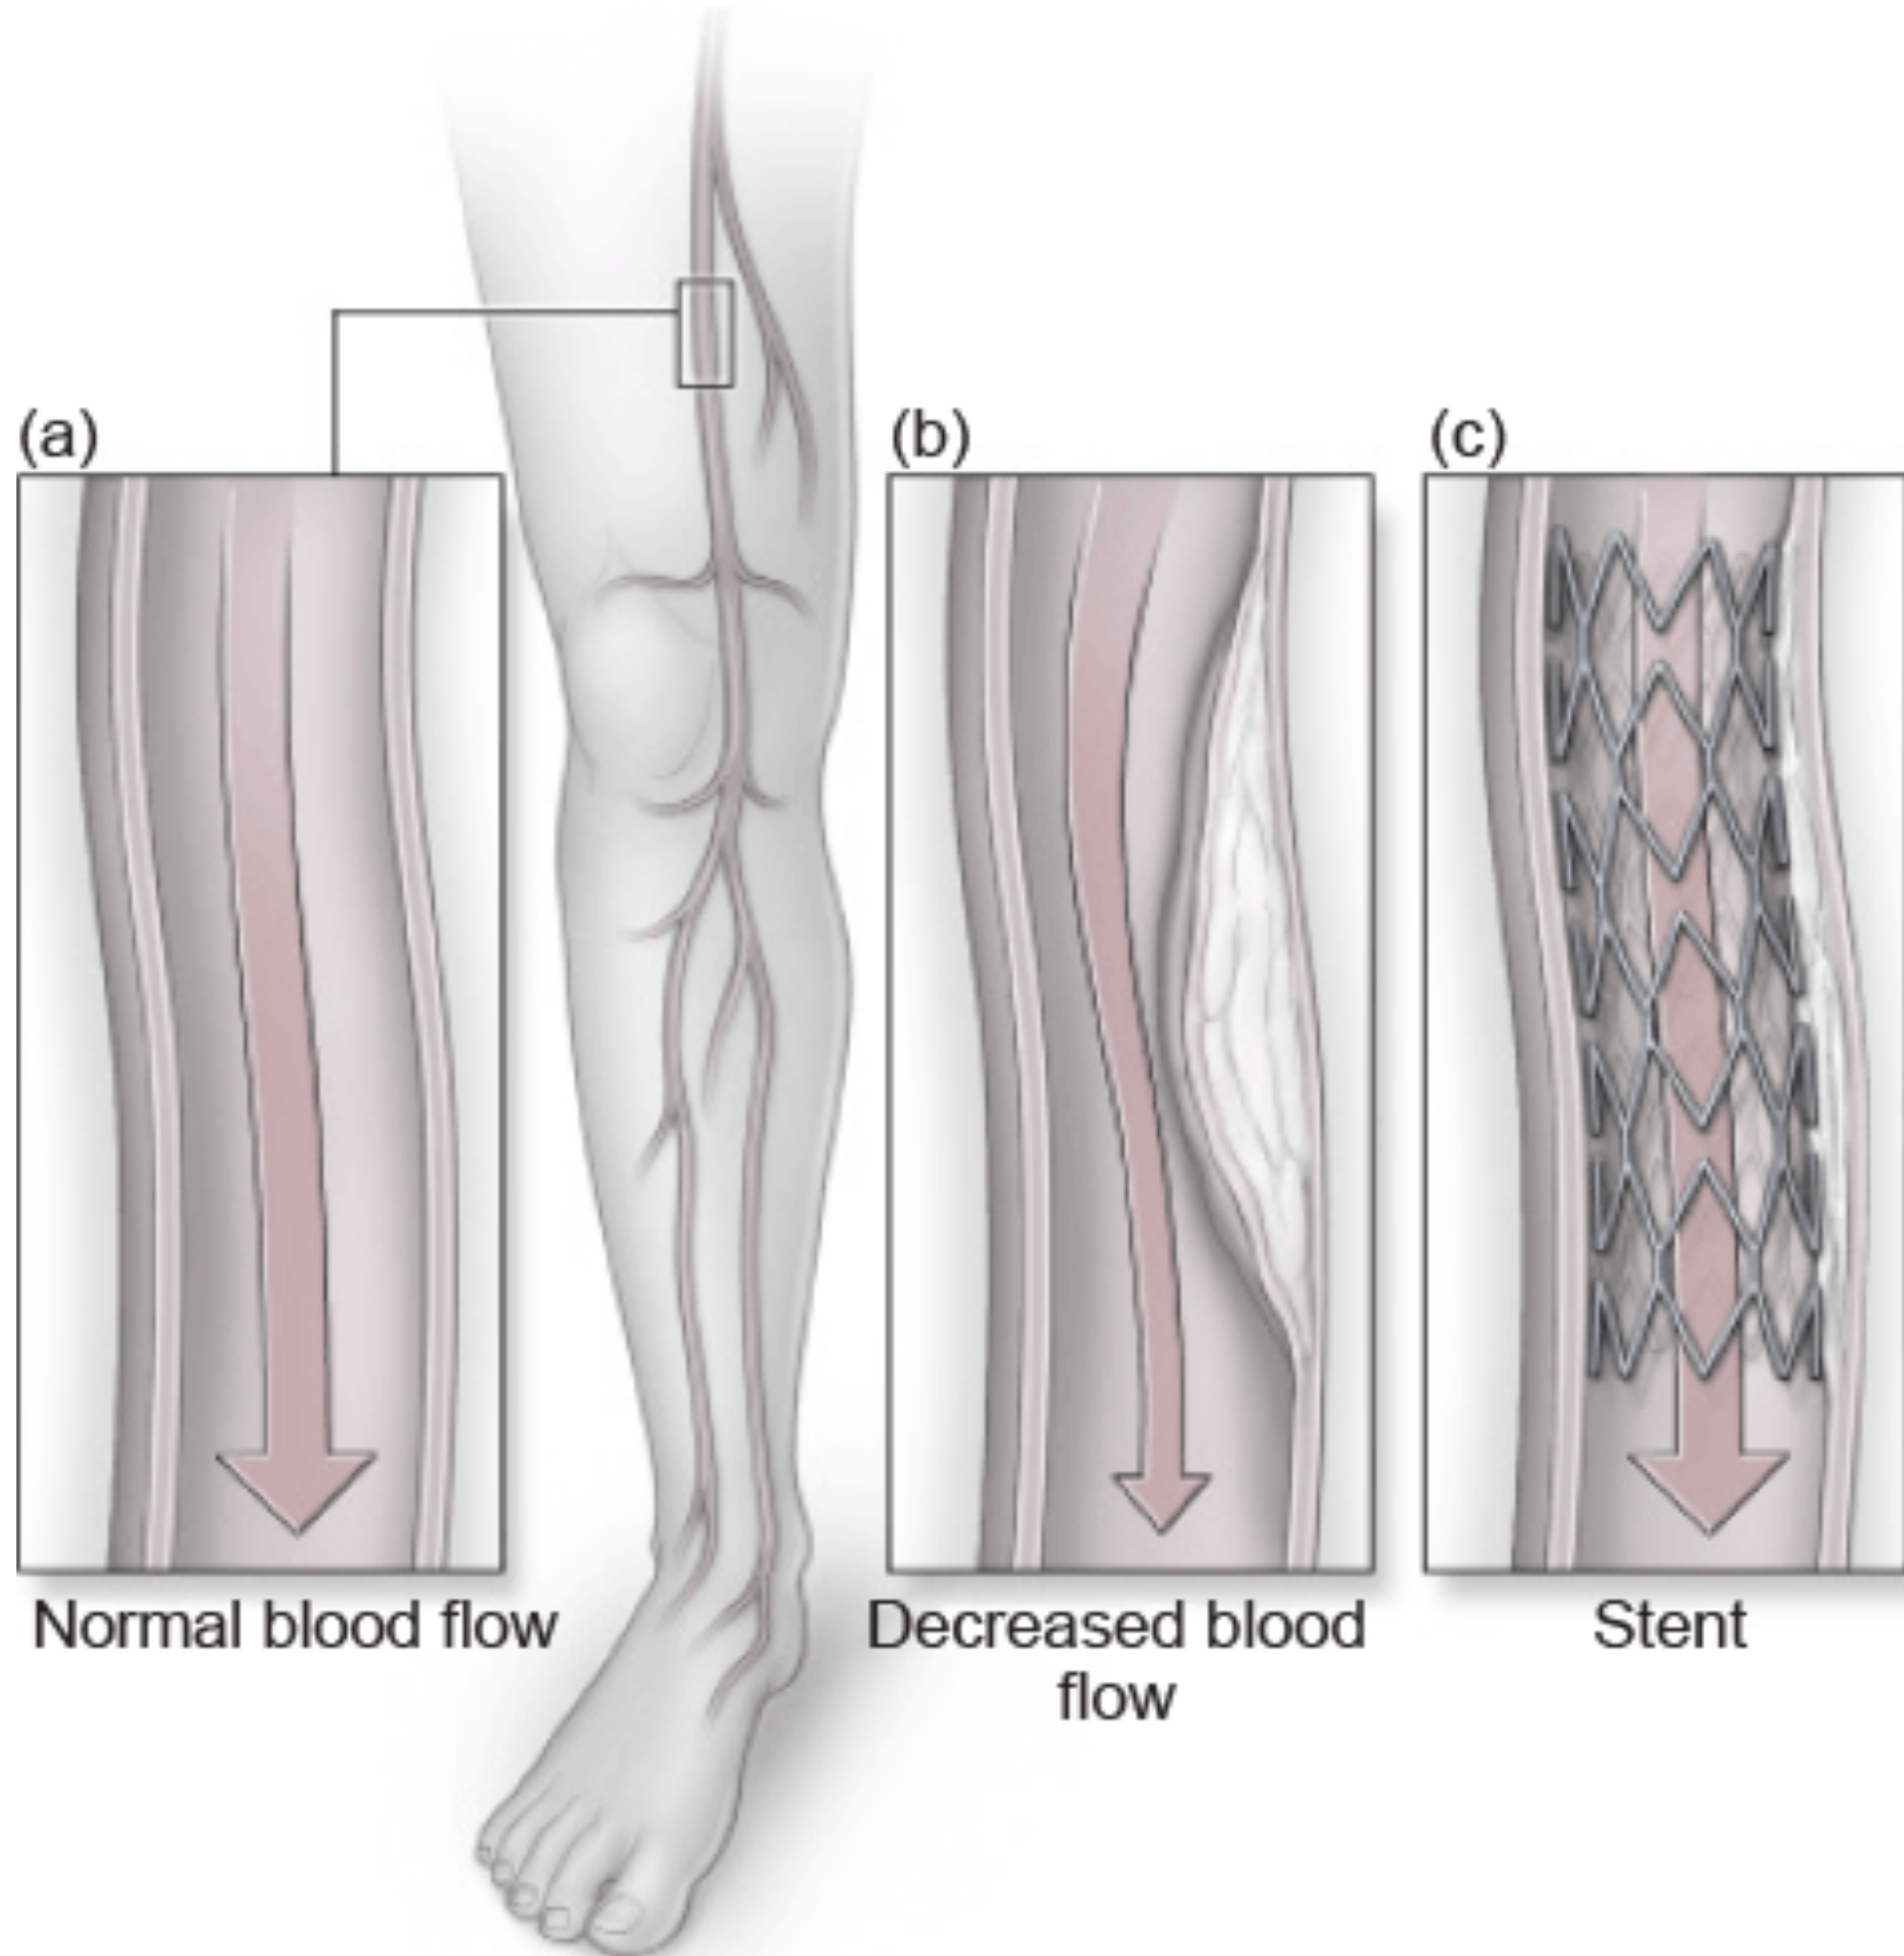 (a)
Normal blood flow
(b)
Decreased blood
flow
(c)
Stent